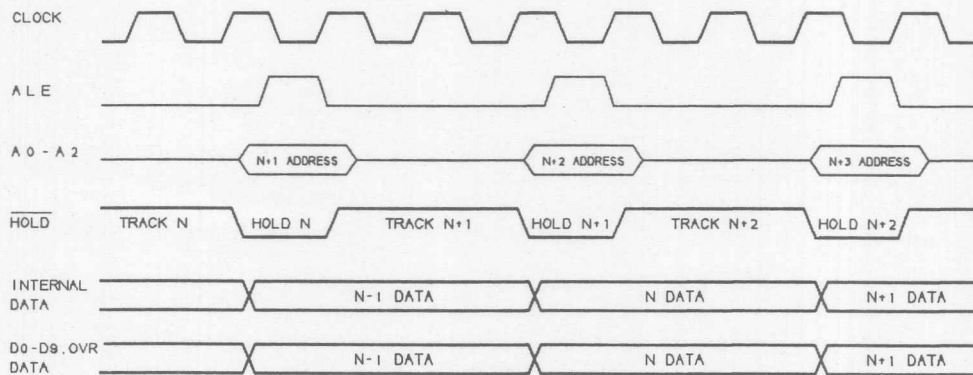 CLOCK
ALE
A0-A2
N+1 ADDRESS
N+2 ADDRESS
N+3 ADDRESS
HOLD
TRACK N
HOLD N
TRACK N+1
HOLD N+1
TRACK N+2
HOLD N+2
INTERNAL
DATA
N-1 DATA
N DATA
N+1 DATA
D0-D9,OVR
DATA
N-1 DATA
N DATA
N+1 DATA